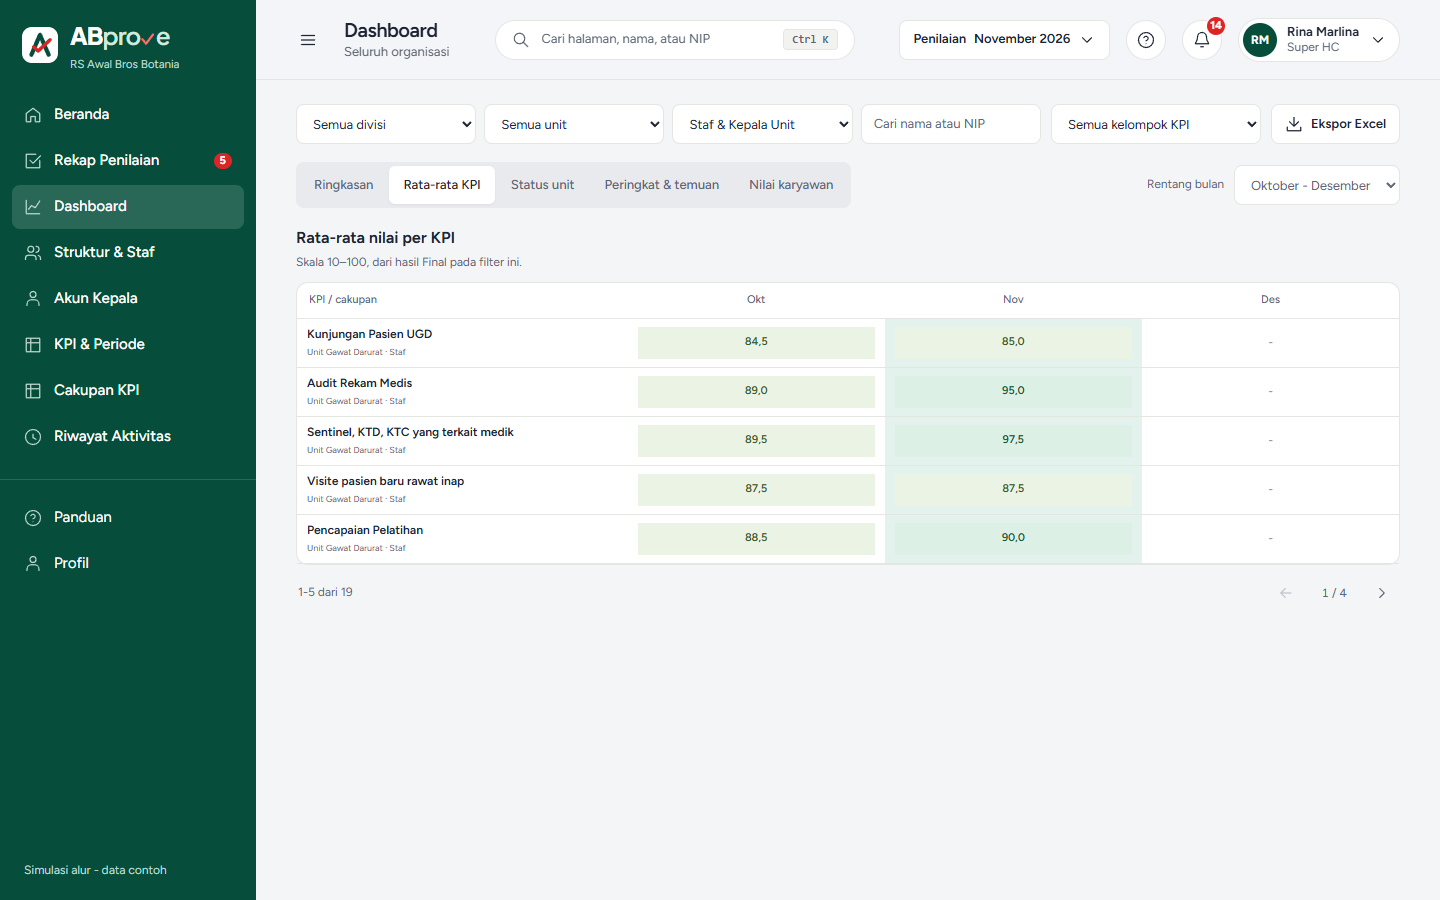 ABprove
RS Awal Bros Botania
Beranda
Rekap Penilaian 5
Dashboard
Struktur & Staf
Akun Kepala
KPI & Periode
Cakupan KPI
Riwayat Aktivitas
Panduan
Profil
Simulasi alur - data contoh
Dashboard
Seluruh organisasi
Cari halaman, nama, atau NIP Ctrl K
Penilaian November 2026
14
RM
Rina Marlina
Super HC
Semua divisi
Semua unit
Staf & Kepala Unit
Cari nama atau NIP
Semua kelompok KPI
Ekspor Excel
Ringkasan
Rata-rata KPI
Status unit
Peringkat & temuan
Nilai karyawan
Rentang bulan
Oktober - Desember
Rata-rata nilai per KPI
Skala 10–100, dari hasil Final pada filter ini.
KPI / cakupan Okt Nov Des
Kunjungan Pasien UGD
Unit Gawat Darurat · Staf
84,5 85,0 -
Audit Rekam Medis
Unit Gawat Darurat · Staf
89,0 95,0 -
Sentinel, KTD, KTC yang terkait medik
Unit Gawat Darurat · Staf
89,5 97,5 -
Visite pasien baru rawat inap
Unit Gawat Darurat · Staf
87,5 87,5 -
Pencapaian Pelatihan
Unit Gawat Darurat · Staf
88,5 90,0 -
1-5 dari 19
1 / 4